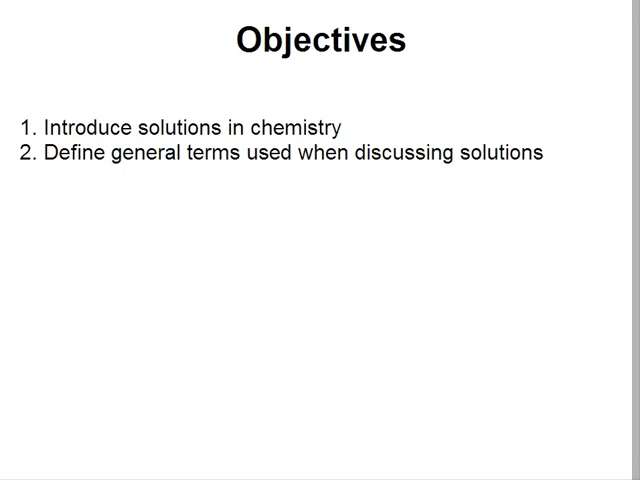 Objectives
1. Introduce solutions in chemistry
2. Define general terms used when discussing solutions